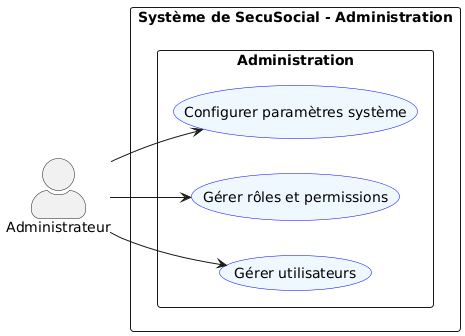 Système de SecuSocial - Administration
Administration
Configurer paramètres système
Gérer rôles et permissions
Administrateur
Gérer utilisateurs